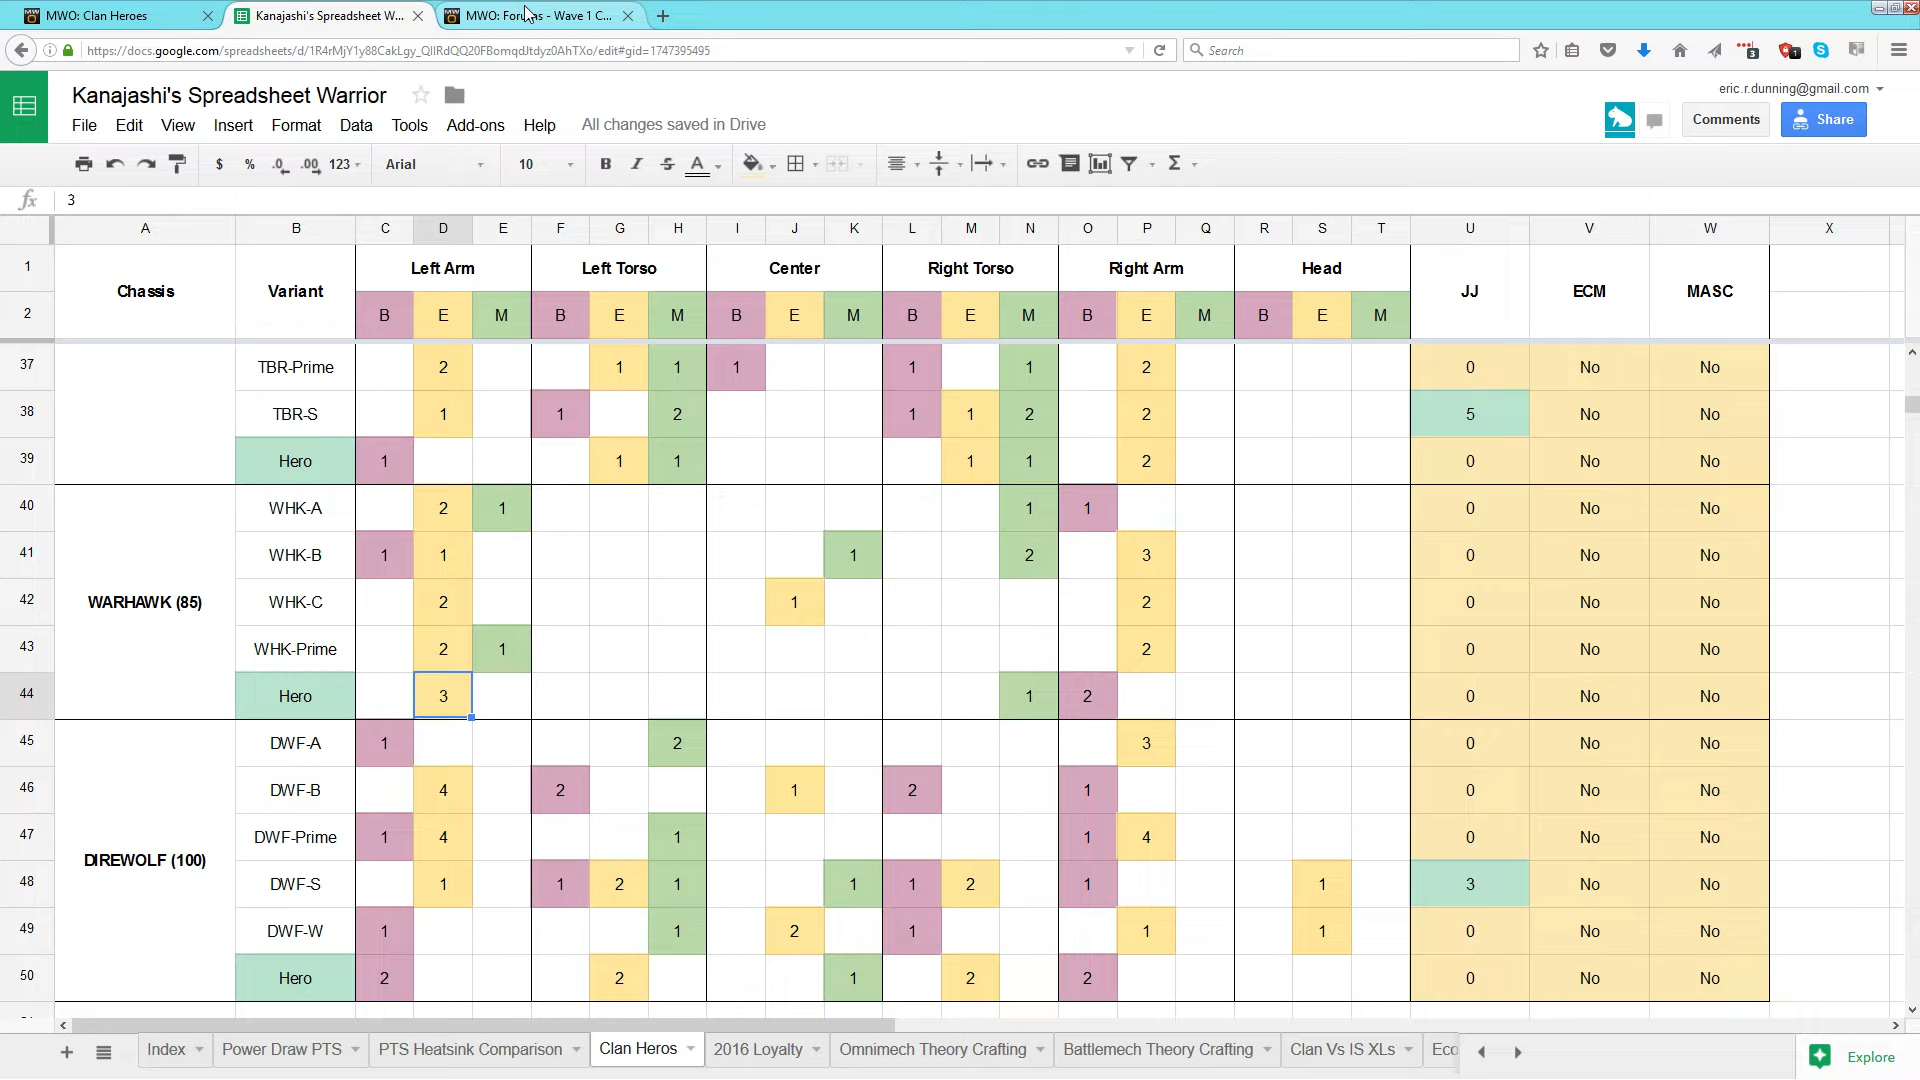 MWO: Clan Heroes
Kanajashi's Spreadsheet W...
MWO: Forums - Wave 1 C...
https://docs.google.com/spreadsheets/d/1R4rMjY1y88CakLgy_QIlRdQQ20FBomqdJtdyz0AhTXo/edit#gid=1747395495
Search
3
1
Kanajashi's Spreadsheet Warrior
eric.r.dunning@gmail.com
File Edit View Insert Format Data Tools Add-ons Help All changes saved in Drive
Comments
Share
$ % .0 .00 123 Arial 10 B I S A Σ
fx 3
A B C D E F G H I J K L M N O P Q R S T U V W X
1 Chassis Variant Left Arm Left Torso Center Right Torso Right Arm Head JJ ECM MASC
2 B E M B E M B E M B E M B E M B E M
37 TBR-Prime 2 1 1 1 1 1 2 0 No No
38 TBR-S 1 1 2 1 1 2 2 5 No No
39 Hero 1 1 1 1 1 2 0 No No
40 WHK-A 2 1 1 1 0 No No
41 WHK-B 1 1 1 2 3 0 No No
42 WARHAWK (85) WHK-C 2 1 2 0 No No
43 WHK-Prime 2 1 2 0 No No
44 Hero 3 1 2 0 No No
45 DWF-A 1 2 3 0 No No
46 DWF-B 4 2 1 2 1 0 No No
47 DWF-Prime 1 4 1 1 4 0 No No
DIREWOLF (100)
48 DWF-S 1 1 2 1 1 1 2 1 1 3 No No
49 DWF-W 1 1 2 1 1 1 0 No No
50 Hero 2 2 1 2 2 0 No No
Index Power Draw PTS PTS Heatsink Comparison Clan Heros 2016 Loyalty Omnimech Theory Crafting Battlemech Theory Crafting Clan Vs IS XLs Eco
Explore